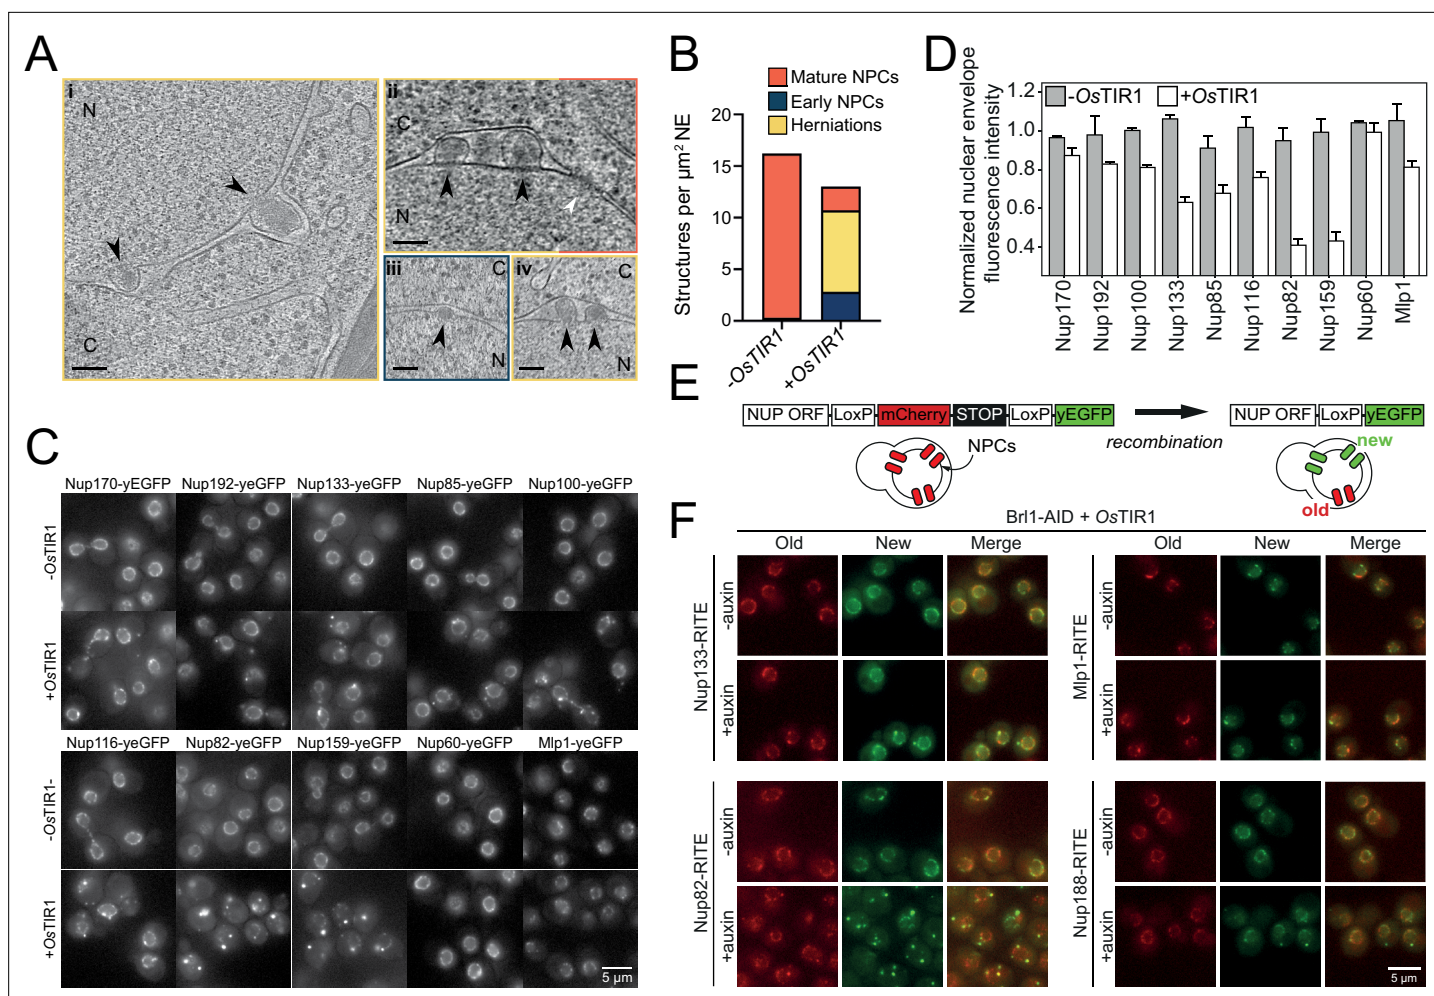 A
i
N
C
ii
C
N
iii
C
N
iv
C
N
B
Mature NPCs
Early NPCs
Herniations
Structures per µm² NE
20
15
10
5
0
-OsTIR1
+OsTIR1
D
Normalized nuclear envelope
fluorescence intensity
1.2
1.0
0.8
0.6
0.4
-OsTIR1
+OsTIR1
Nup170
Nup192
Nup100
Nup133
Nup85
Nup116
Nup82
Nup159
Nup60
Mlp1
E
NUP ORF LoxP mCherry STOP LoxP yEGFP
recombination
NUP ORF LoxP yEGFP
NPCs
new
old
C
Nup170-yEGFP Nup192-yeGFP Nup133-yeGFP Nup85-yeGFP Nup100-yeGFP
-OsTIR1
+OsTIR1
Nup116-yeGFP Nup82-yeGFP Nup159-yeGFP Nup60-yeGFP Mlp1-yeGFP
-OsTIR1-
+OsTIR1
5 µm
F
Brl1-AID + OsTIR1
Old New Merge
Old New Merge
Nup133-RITE
-auxin
+auxin
Mlp1-RITE
-auxin
+auxin
Nup82-RITE
-auxin
+auxin
Nup188-RITE
-auxin
+auxin
5 µm